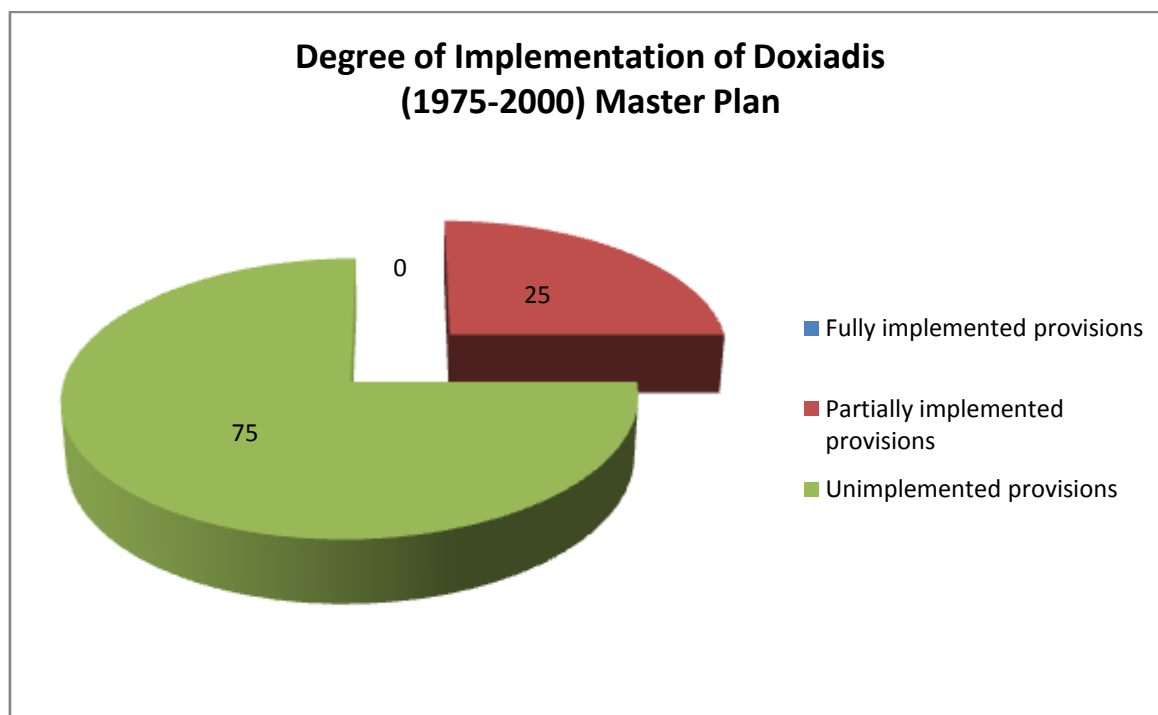 Degree of Implementation of Doxiadis
(1975-2000) Master Plan
0
25
75
Fully implemented provisions
Partially implemented
provisions
Unimplemented provisions